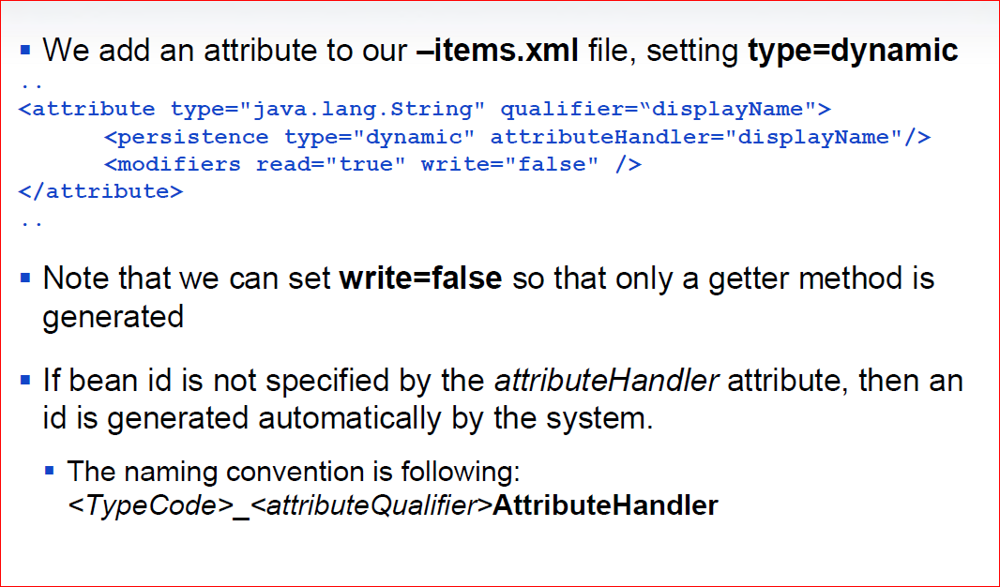 We add an attribute to our –items.xml file, setting type=dynamic
..
<attribute type="java.lang.String" qualifier=“displayName">
<persistence type="dynamic" attributeHandler="displayName"/>
<modifiers read="true" write="false" />
</attribute>
..
Note that we can set write=false so that only a getter method is
generated
If bean id is not specified by the attributeHandler attribute, then an
id is generated automatically by the system.
The naming convention is following:
<TypeCode>_<attributeQualifier>AttributeHandler